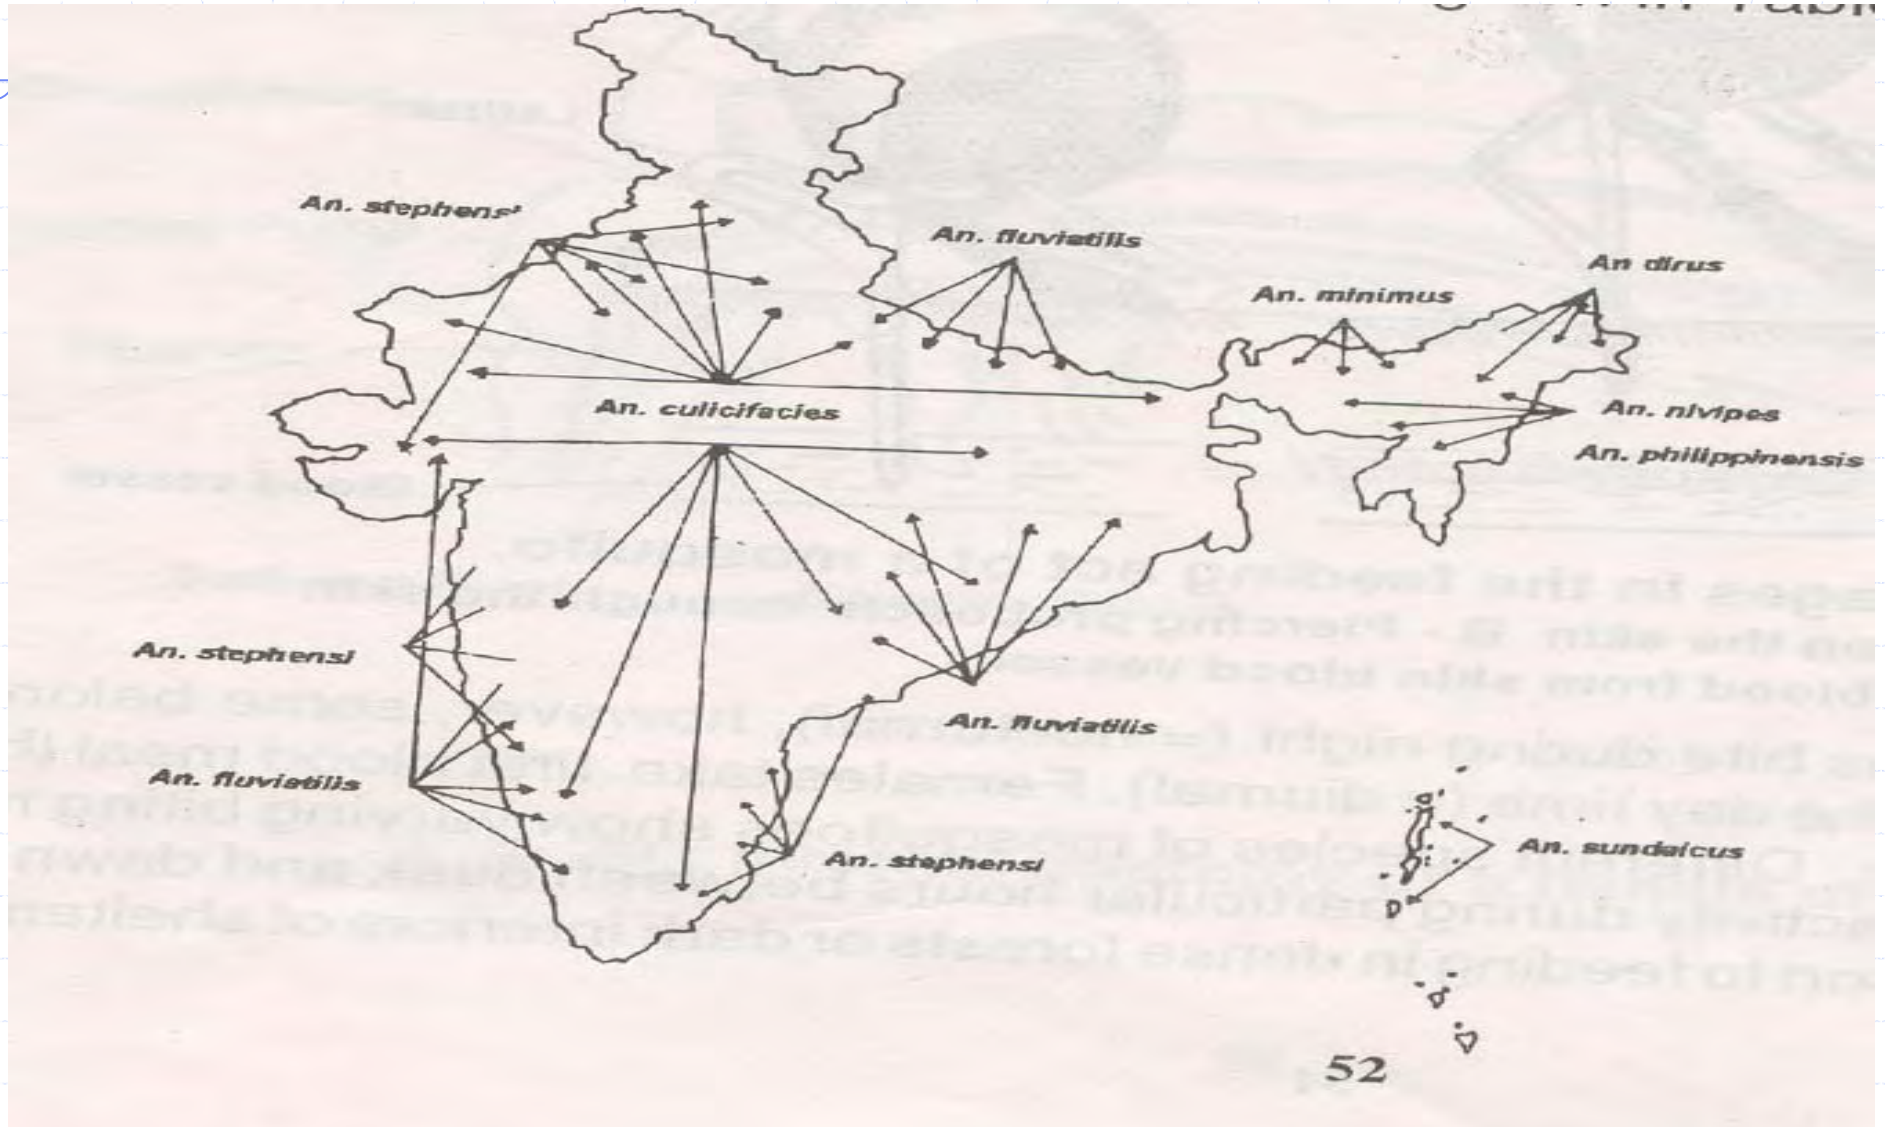 An. stephens'
An. fluviatilis
An dirus
An. minimus
An. culicifacies
An. nivipes
An. philippinensis
An. stephensi
An. fluviatilis
An. fluviatilis
An. stephensi
An. sundaicus
52